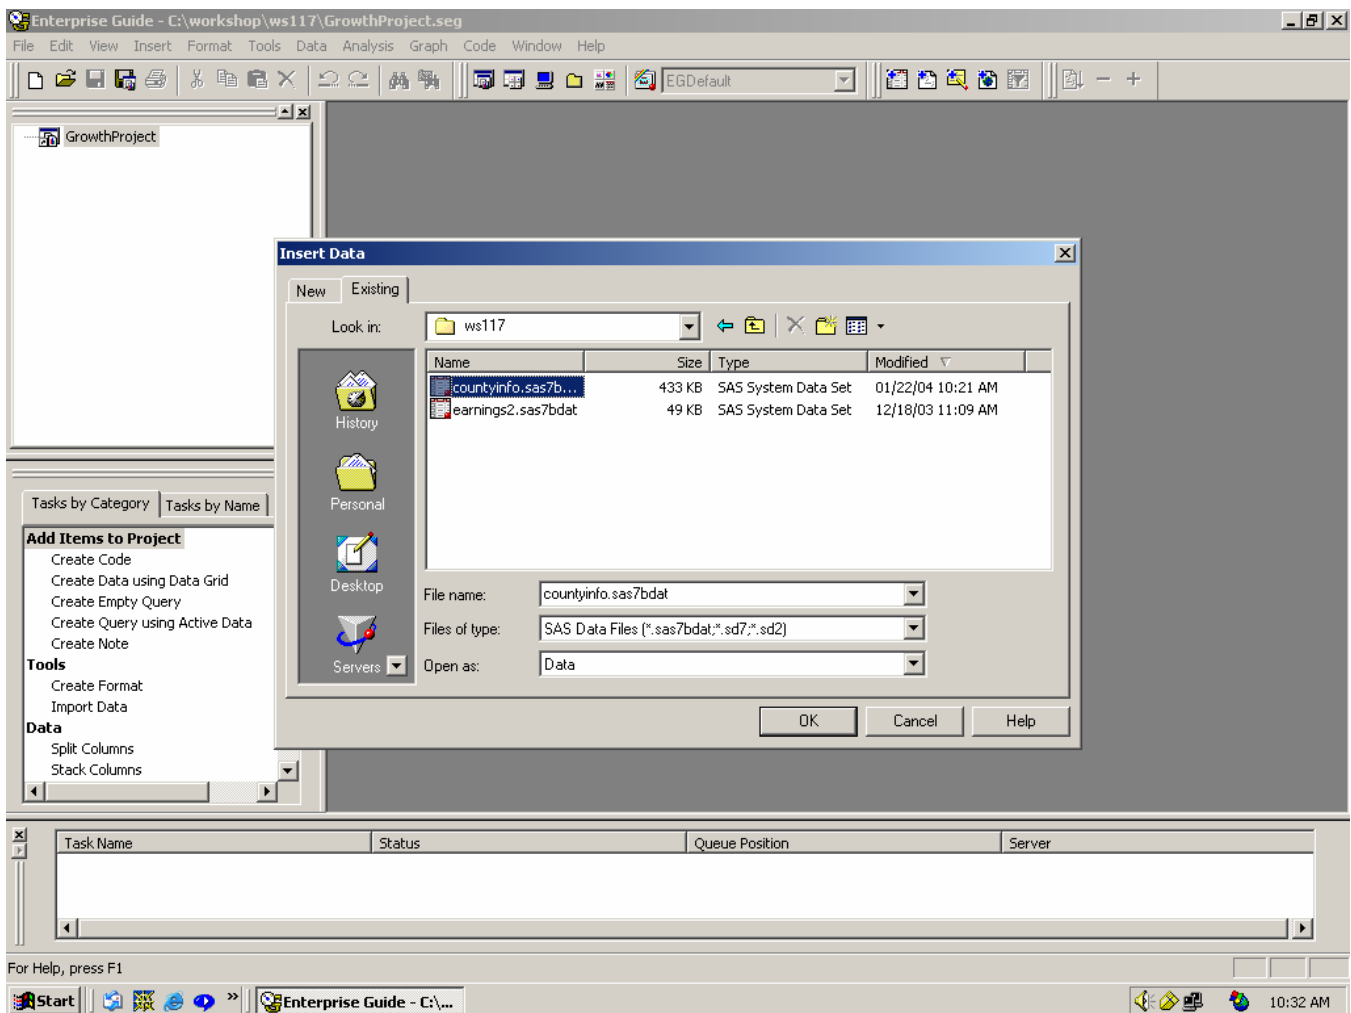 Enterprise Guide - C:\workshop\ws117\GrowthProject.seg
File Edit View Insert Format Tools Data Analysis Graph Code Window Help
EGDefault
GrowthProject
Insert Data
New Existing
Look in: ws117
Name Size Type Modified
countyinfo.sas7b... 433 KB SAS System Data Set 01/22/04 10:21 AM
earnings2.sas7bdat 49 KB SAS System Data Set 12/18/03 11:09 AM
History
Personal
Desktop
Servers
File name: countyinfo.sas7bdat
Files of type: SAS Data Files (*.sas7bdat;*.sd7;*.sd2)
Open as: Data
OK Cancel Help
Tasks by Category Tasks by Name
Add Items to Project
Create Code
Create Data using Data Grid
Create Empty Query
Create Query using Active Data
Create Note
Tools
Create Format
Import Data
Data
Split Columns
Stack Columns
Task Name Status Queue Position Server
For Help, press F1
Start » Enterprise Guide - C:\... 10:32 AM